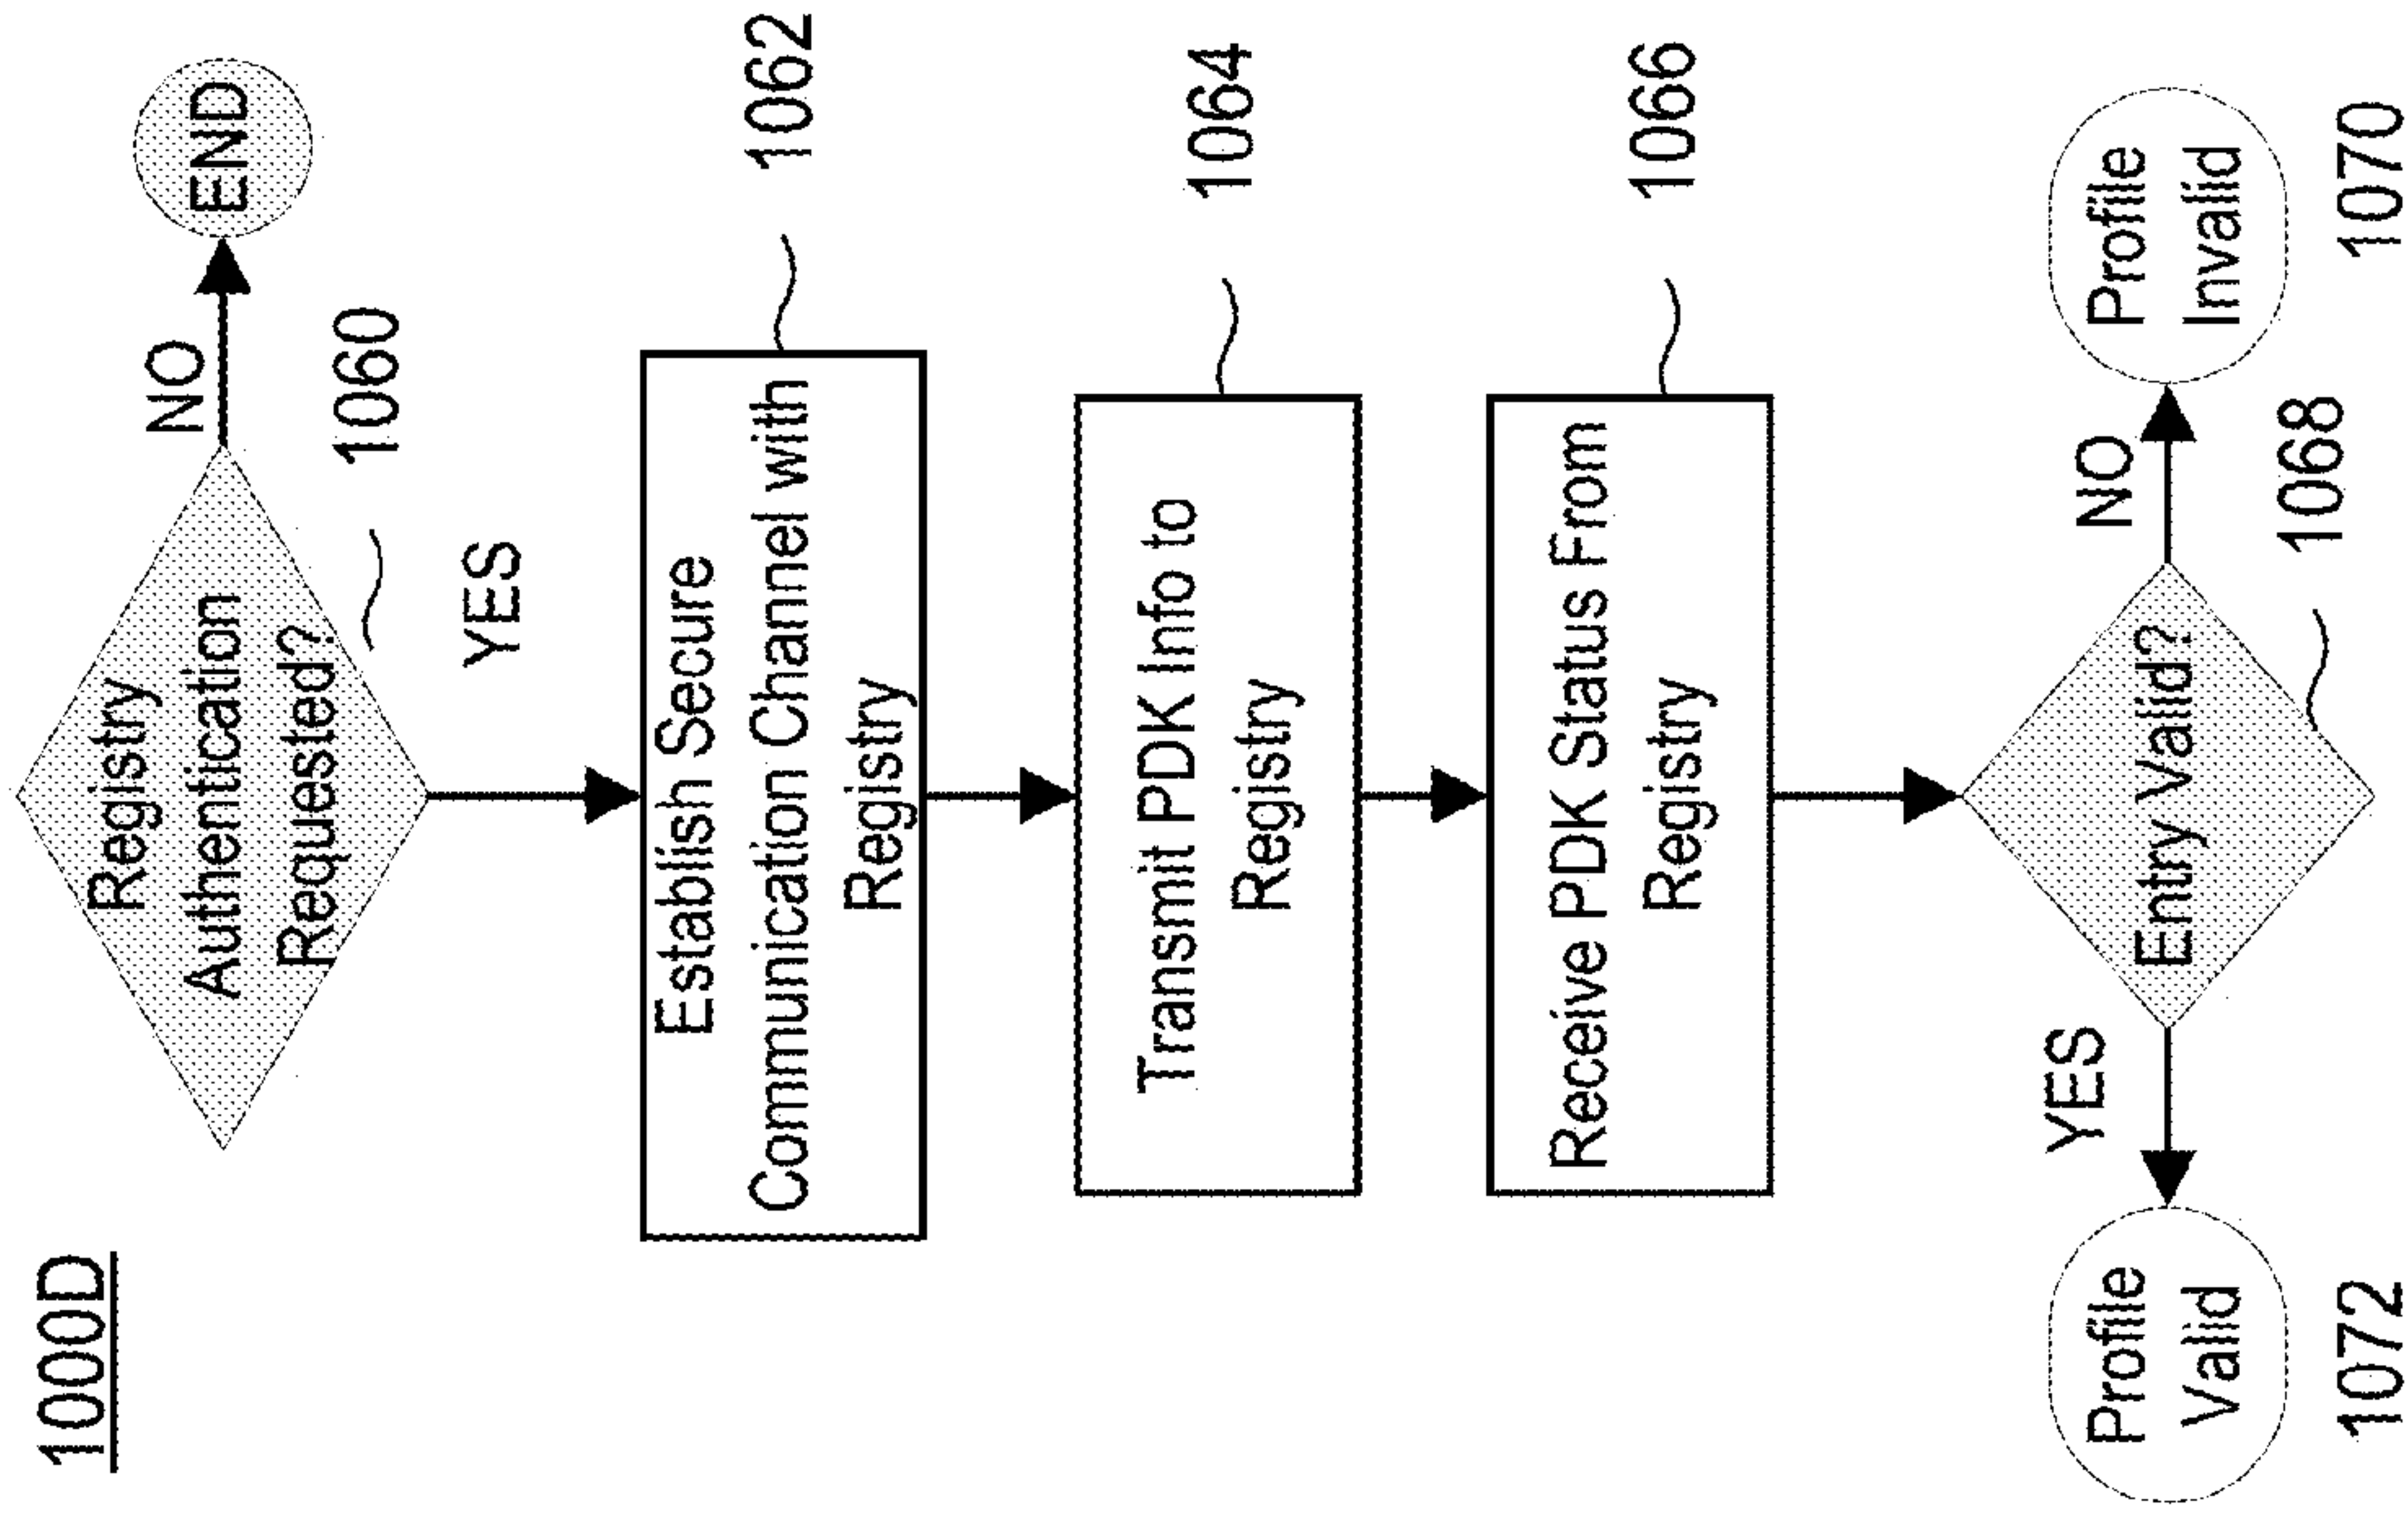 1000D
Registry
Authentication
Requested?
1060
NO
END
YES
Establish Secure
Communication Channel with
Registry
1062
Transmit PDK Info to
Registry
1064
Receive PDK Status From
Registry
1066
Entry Valid?
1068
YES
NO
Profile
Valid
1072
Profile
Invalid
1070